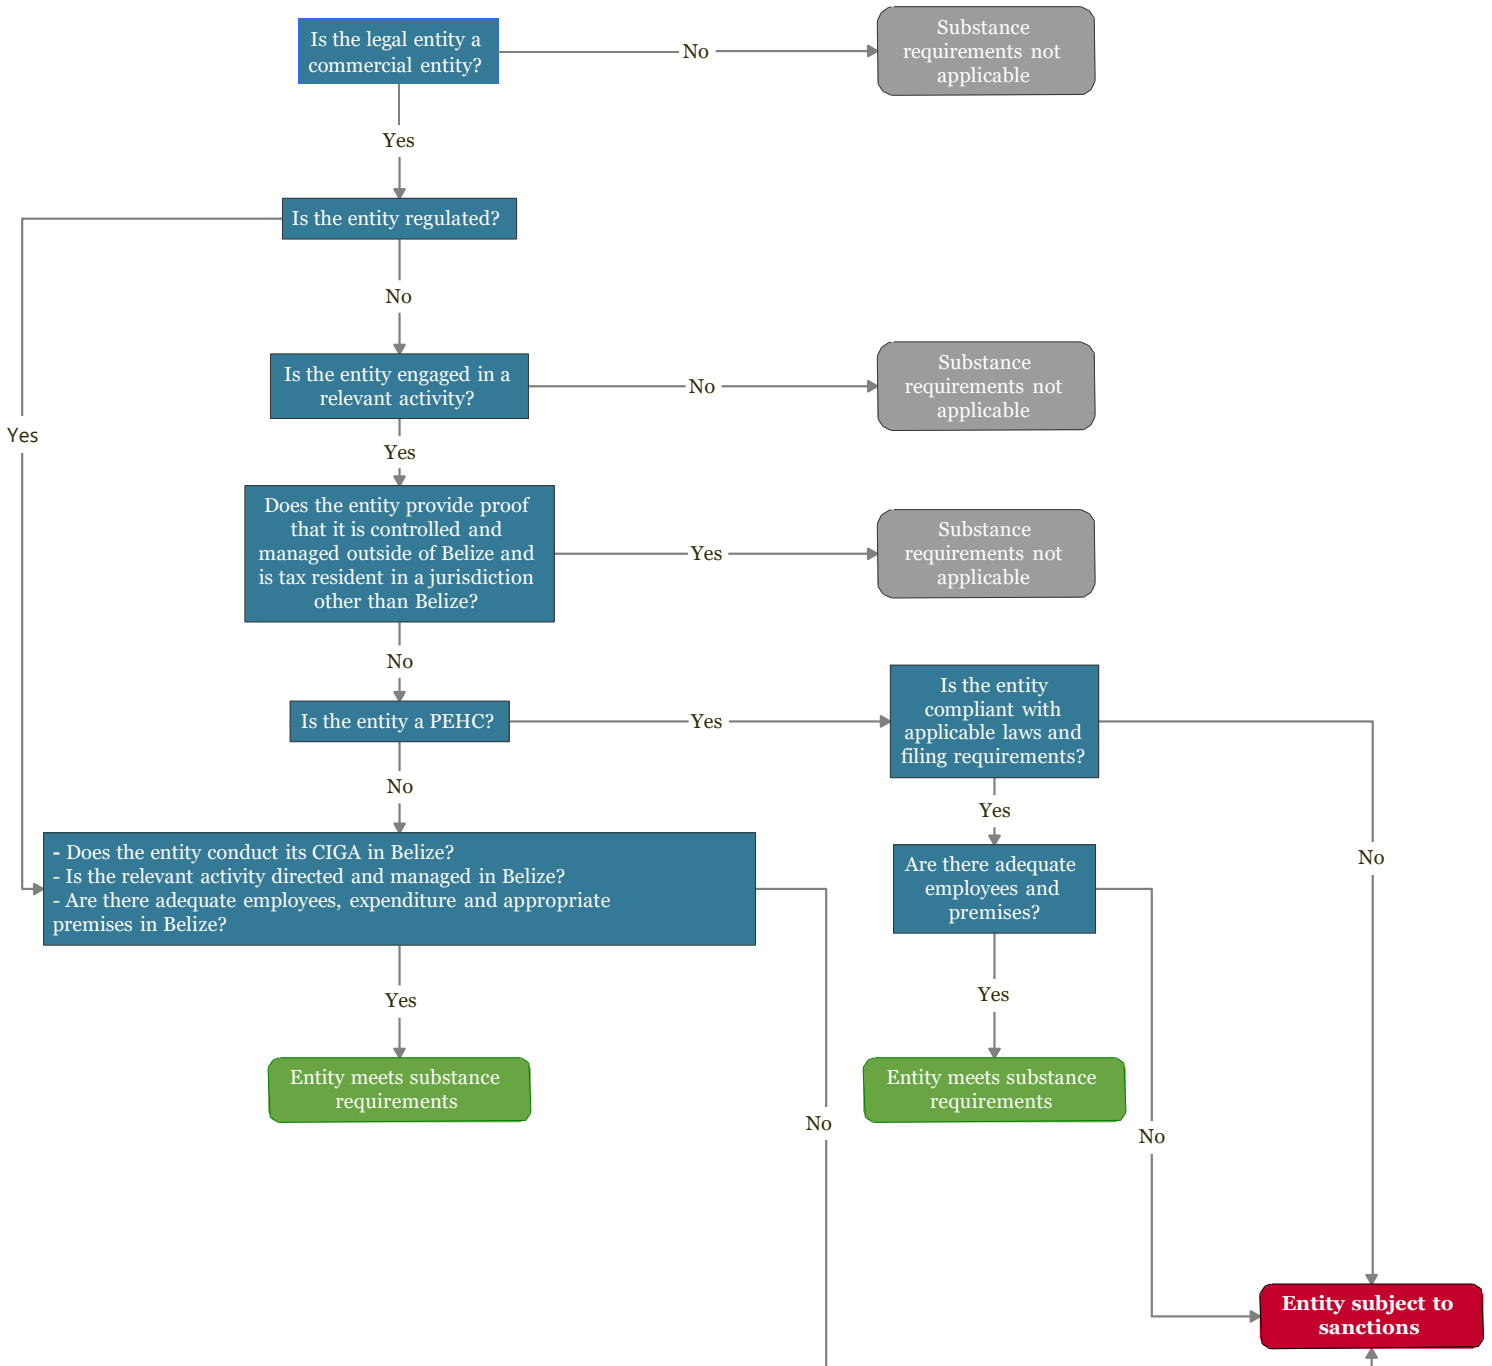 Is the legal entity a
commercial entity?
No
Substance
requirements not
applicable
Yes
Is the entity regulated?
No
Is the entity engaged in a
relevant activity?
No
Substance
requirements not
applicable
Yes
Yes
Does the entity provide proof
that it is controlled and
managed outside of Belize and
is tax resident in a jurisdiction
other than Belize?
Yes
Substance
requirements not
applicable
No
Is the entity a PEHC?
Yes
Is the entity
compliant with
applicable laws and
filing requirements?
No
Yes
No
- Does the entity conduct its CIGA in Belize?
- Is the relevant activity directed and managed in Belize?
- Are there adequate employees, expenditure and appropriate
premises in Belize?
Are there adequate
employees and
premises?
Yes
Yes
Entity meets substance
requirements
Entity meets substance
requirements
No
No
Entity subject to
sanctions